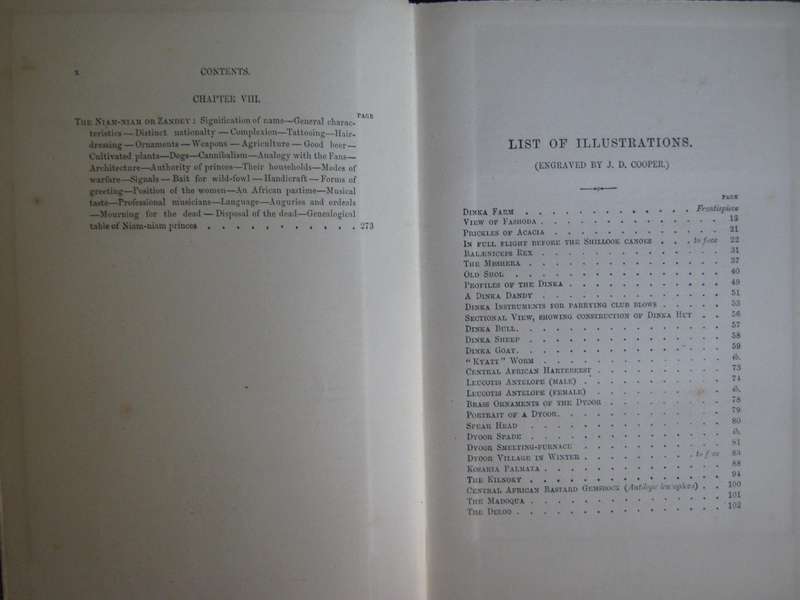 x
CONTENTS.
CHAPTER VIII.
PAGE
THE NIAM-NIAM OR ZANDEY: Signification of name—General charac-
teristics—Distinct nationalty—Complexion—Tattooing—Hair-
dressing—Ornaments—Weapons—Agriculture—Good beer—
Cultivated plants—Dogs—Cannibalism—Analogy with the Fans—
Architecture—Authority of princes—Their households—Modes of
warfare—Signals—Bait for wild-fowl—Handicraft—Forms of
greeting—Position of the women—An African pastime—Musical
taste—Professional musicians—Language—Auguries and ordeals
—Mourning for the dead—Disposal of the dead—Genealogical
table of Niam-niam princes . . . . . . . . . . . 273
LIST OF ILLUSTRATIONS.
(ENGRAVED BY J. D. COOPER.)
PAGE
DINKA FARM . . . . . . . . . . . Frontispiece
VIEW OF FASHODA . . . . . . . . . . . . . 13
PRICKLES OF ACACIA . . . . . . . . . . . . . 21
IN FULL FLIGHT BEFORE THE SHILLOOK CANOES . . . to face 22
BALÆNICEPS REX . . . . . . . . . . . . . 31
THE MESHERA . . . . . . . . . . . . . 37
OLD SHOL . . . . . . . . . . . . . 40
PROFILES OF THE DINKA . . . . . . . . . . . . 49
A DINKA DANDY . . . . . . . . . . . . . 51
DINKA INSTRUMENTS FOR PARRYING CLUB BLOWS . . . . . 53
SECTIONAL VIEW, SHOWING CONSTRUCTION OF DINKA HUT . . 56
DINKA BULL . . . . . . . . . . . . . 57
DINKA SHEEP . . . . . . . . . . . . . 58
DINKA GOAT . . . . . . . . . . . . . 59
"KYATT" WORM . . . . . . . . . . . . . ib.
CENTRAL AFRICAN HARTEBEEST . . . . . . . . . 73
LEUCOTIS ANTELOPE (MALE) . . . . . . . . . . 74
LEUCOTIS ANTELOPE (FEMALE) . . . . . . . . . . ib.
BRASS ORNAMENTS OF THE DYOOR . . . . . . . . . 78
PORTRAIT OF A DYOOR . . . . . . . . . . . . 79
SPEAR HEAD . . . . . . . . . . . . . 80
DYOOR SPADE . . . . . . . . . . . . . ib.
DYOOR SMELTING-FURNACE . . . . . . . . . . . 81
DYOOR VILLAGE IN WINTER . . . . . . . . to face 83
KOSARIA PALMATA . . . . . . . . . . . . . 88
THE KILNOKY . . . . . . . . . . . . . 94
CENTRAL AFRICAN BASTARD GEMSBOCK (Antilope leucophœa) . . 100
THE MADOQUA . . . . . . . . . . . . . 101
THE DELOO . . . . . . . . . . . . . 102